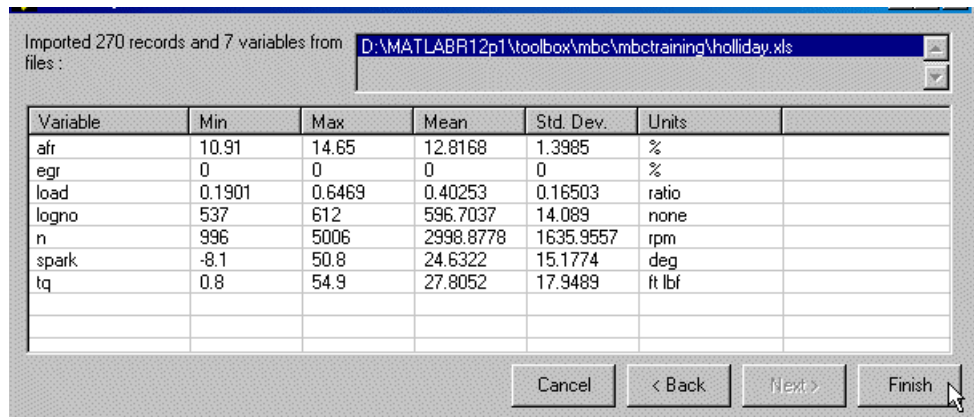 Imported 270 records and 7 variables from
files :
D:\MATLABR12p1\toolbox\mbc\mbctraining\holliday.xls
Variable Min Max Mean Std. Dev. Units
afr 10.91 14.65 12.8168 1.3985 %
egr 0 0 0 0 %
load 0.1901 0.6469 0.40253 0.16503 ratio
logno 537 612 596.7037 14.089 none
n 996 5006 2998.8778 1635.9557 rpm
spark -8.1 50.8 24.6322 15.1774 deg
tq 0.8 54.9 27.8052 17.9489 ft lbf
Cancel < Back Next > Finish